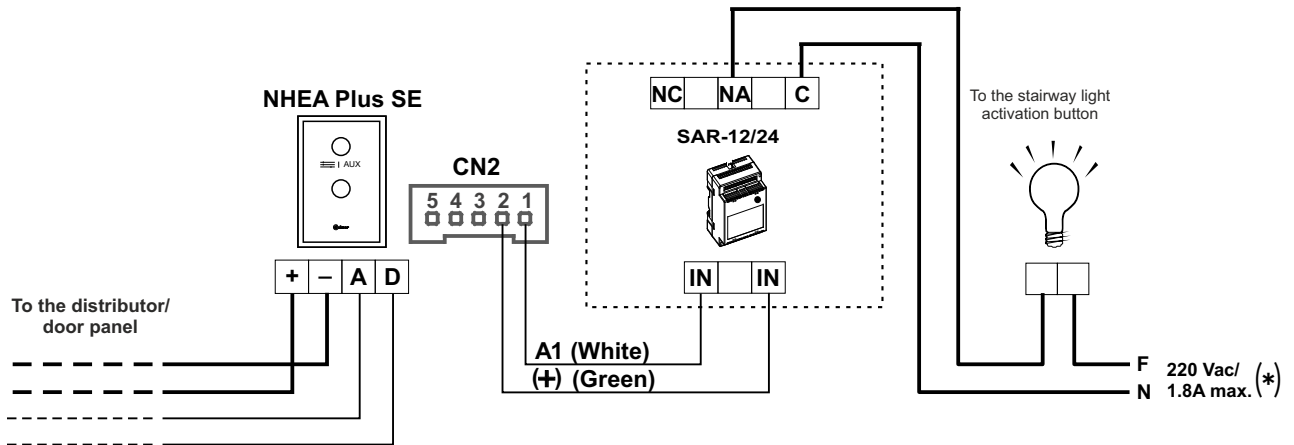 NC NA C
NHEA Plus SE
To the stairway light
activation button
SAR-12/24
AUX
CN2
5 4 3 2 1
+ – A D
IN IN
To the distributor/
door panel
A1 (White)
(+) (Green)
F
N
220 Vac/
1.8A max. (*)